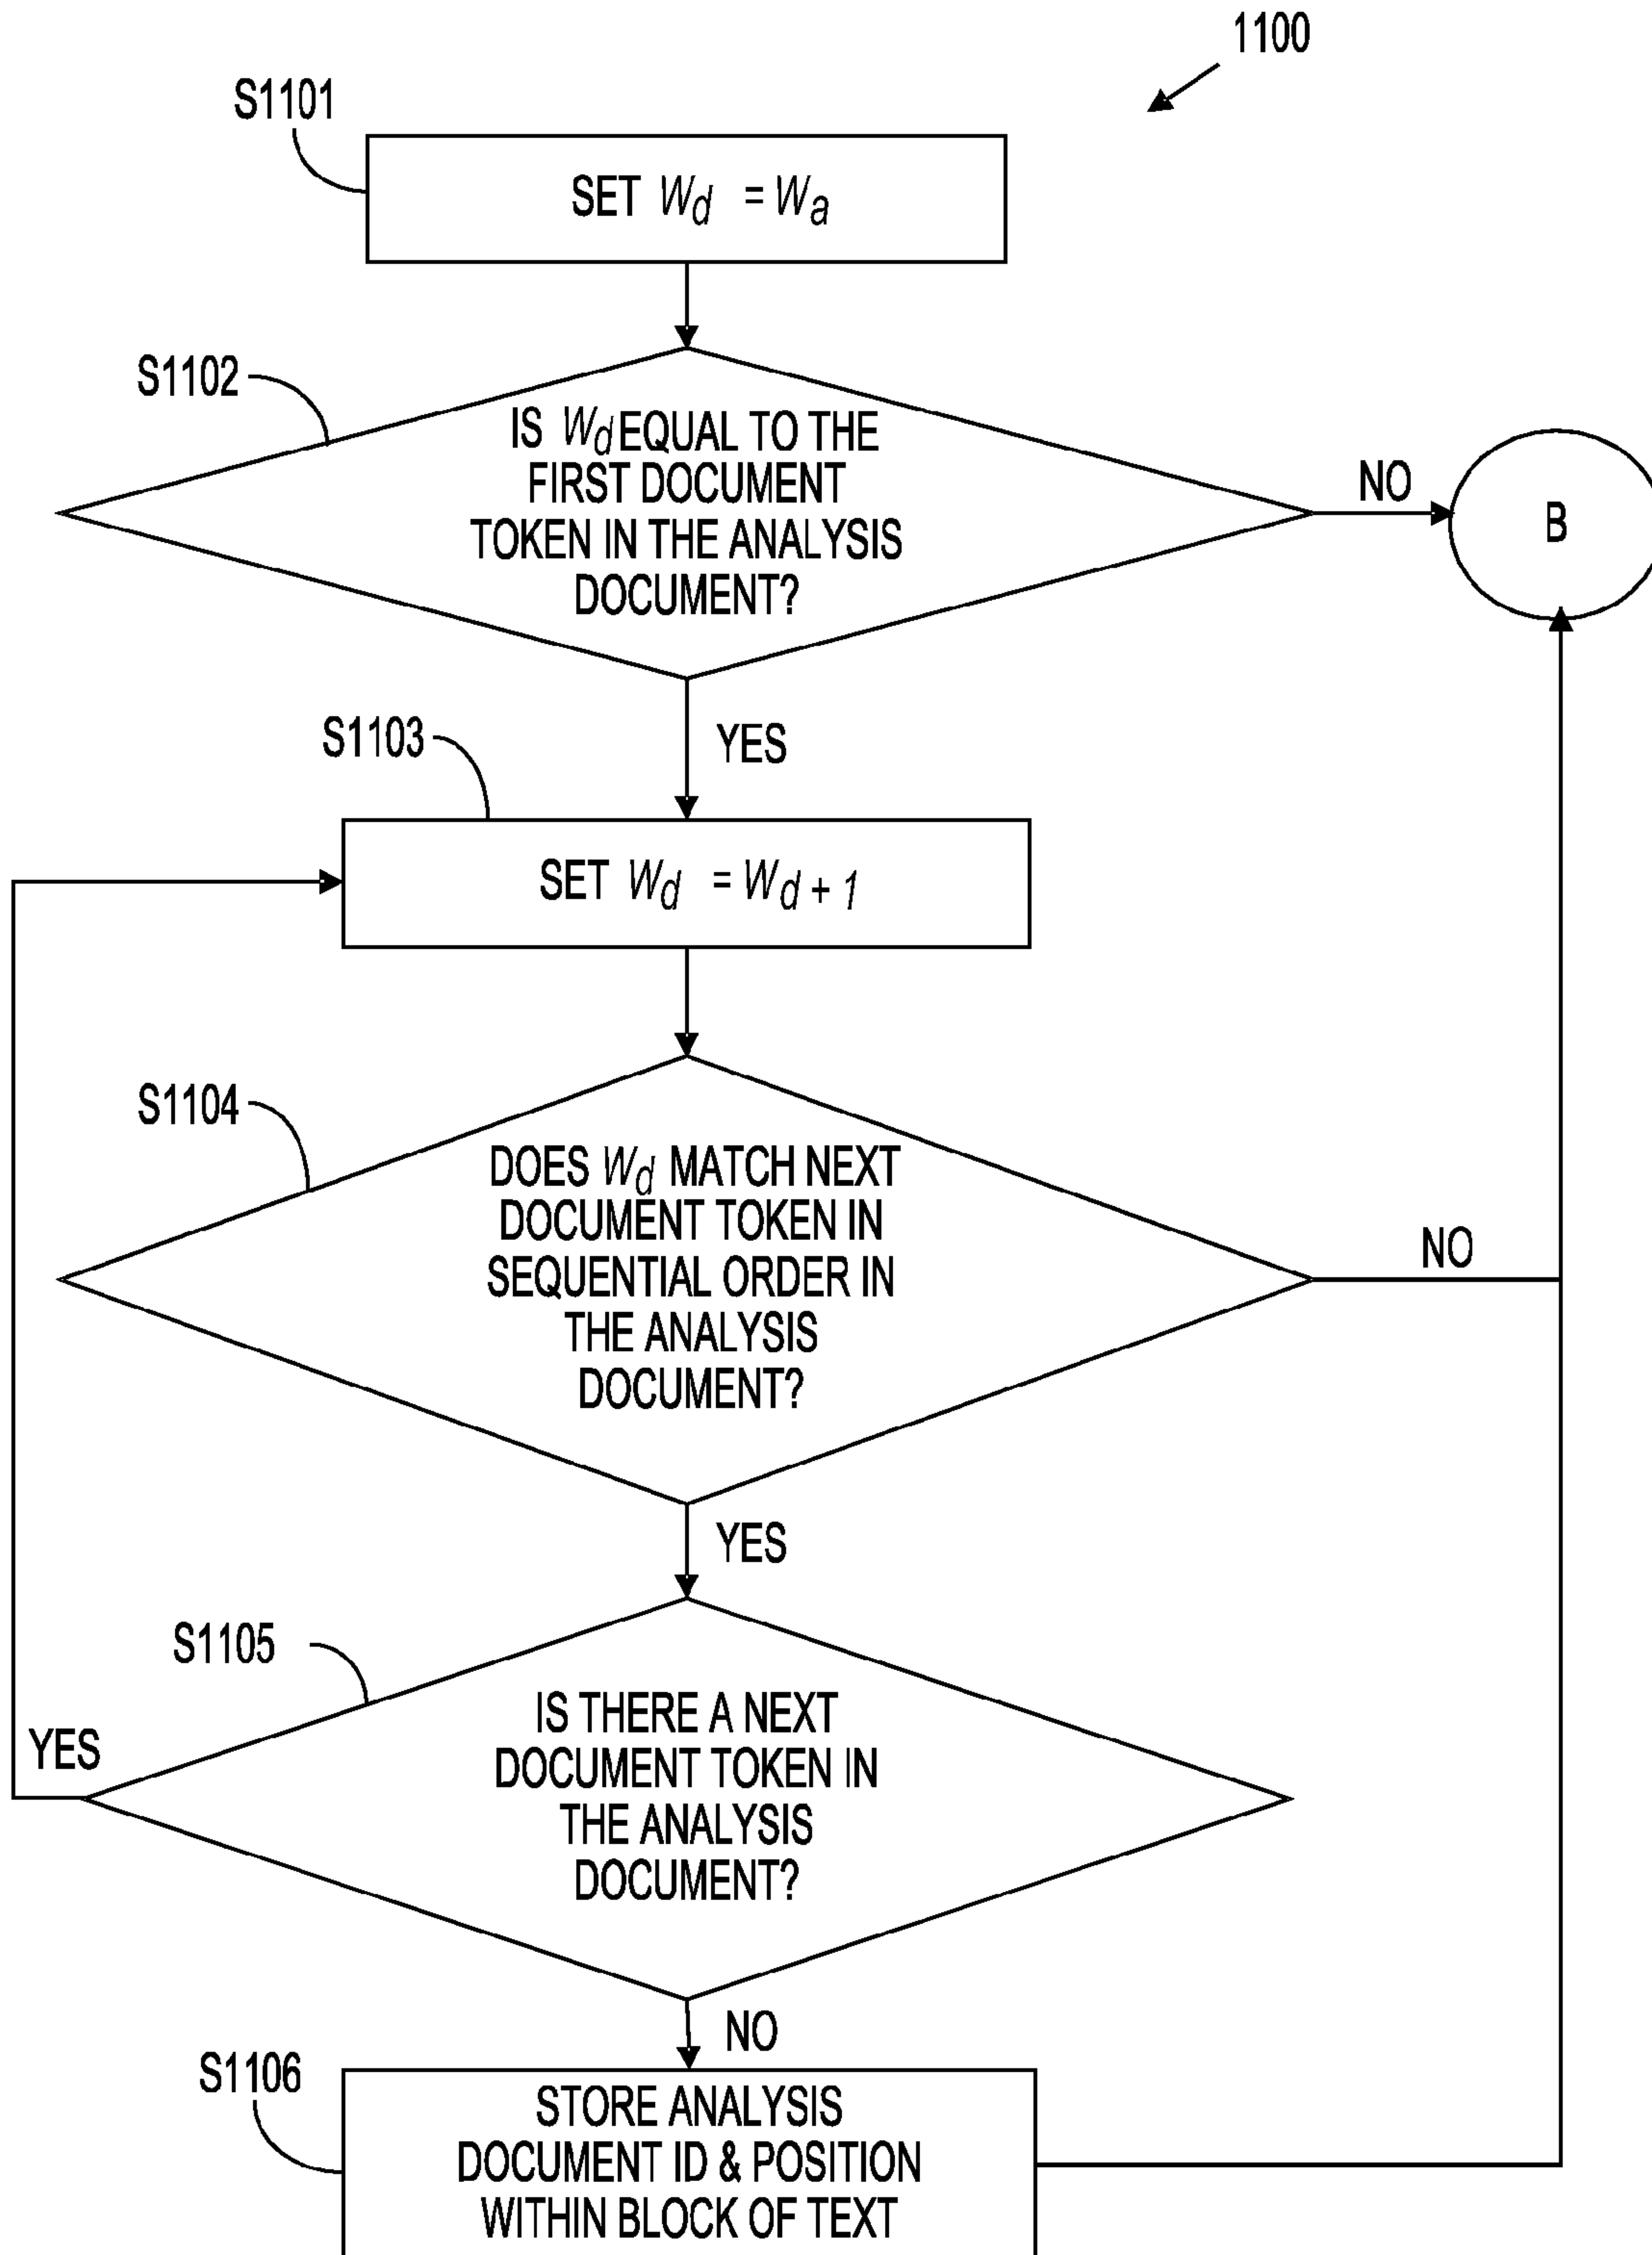 1100
S1101
SET Wd = Wa
S1102
IS Wd EQUAL TO THE
FIRST DOCUMENT
TOKEN IN THE ANALYSIS
DOCUMENT?
NO
B
YES
S1103
SET Wd = Wd + 1
S1104
DOES Wd MATCH NEXT
DOCUMENT TOKEN IN
SEQUENTIAL ORDER IN
THE ANALYSIS
DOCUMENT?
NO
YES
S1105
IS THERE A NEXT
DOCUMENT TOKEN IN
THE ANALYSIS
DOCUMENT?
YES
NO
S1106
STORE ANALYSIS
DOCUMENT ID & POSITION
WITHIN BLOCK OF TEXT